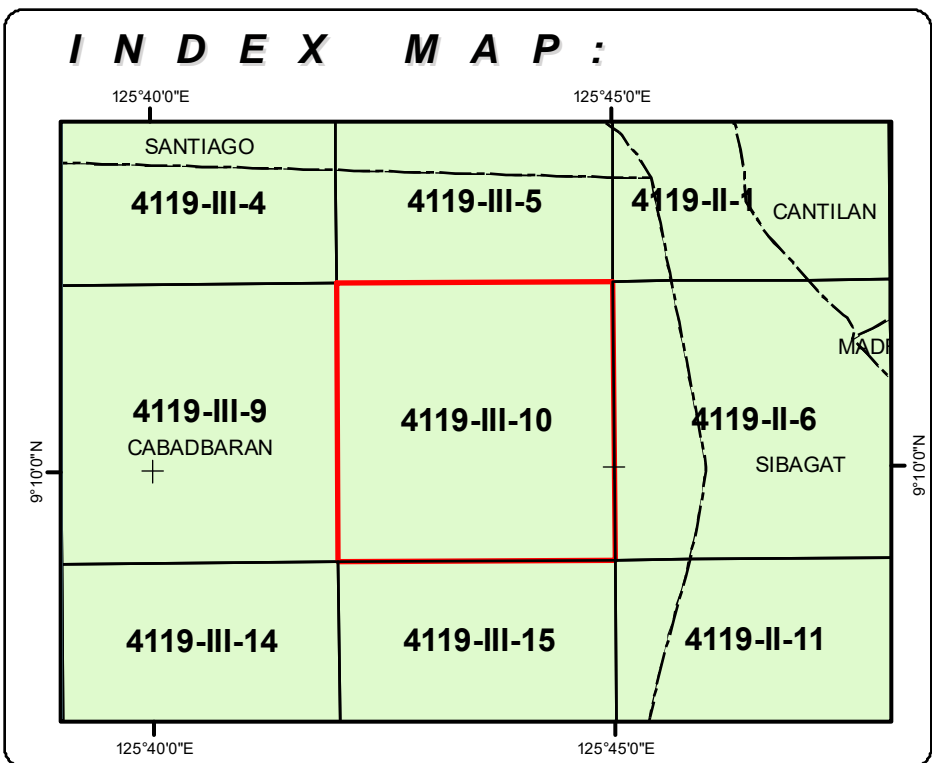 INDEX MAP:
125°40'0"E
125°45'0"E
SANTIAGO
4119-III-4
4119-III-5
4119-II-1
CANTILAN
MADR
4119-III-9
4119-III-10
4119-II-6
CABADBARAN
SIBAGAT
9°10'0"N
9°10'0"N
4119-III-14
4119-III-15
4119-II-11
125°40'0"E
125°45'0"E